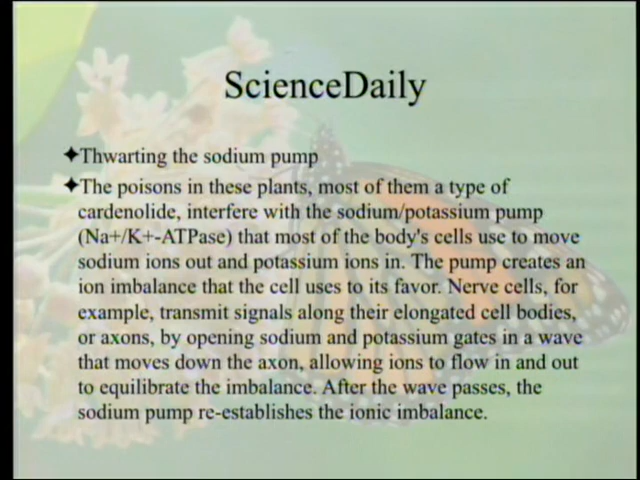 ScienceDaily
✦Thwarting the sodium pump
✦The poisons in these plants, most of them a type of
cardenolide, interfere with the sodium/potassium pump
(Na+/K+-ATPase) that most of the body's cells use to move
sodium ions out and potassium ions in. The pump creates an
ion imbalance that the cell uses to its favor. Nerve cells, for
example, transmit signals along their elongated cell bodies,
or axons, by opening sodium and potassium gates in a wave
that moves down the axon, allowing ions to flow in and out
to equilibrate the imbalance. After the wave passes, the
sodium pump re-establishes the ionic imbalance.